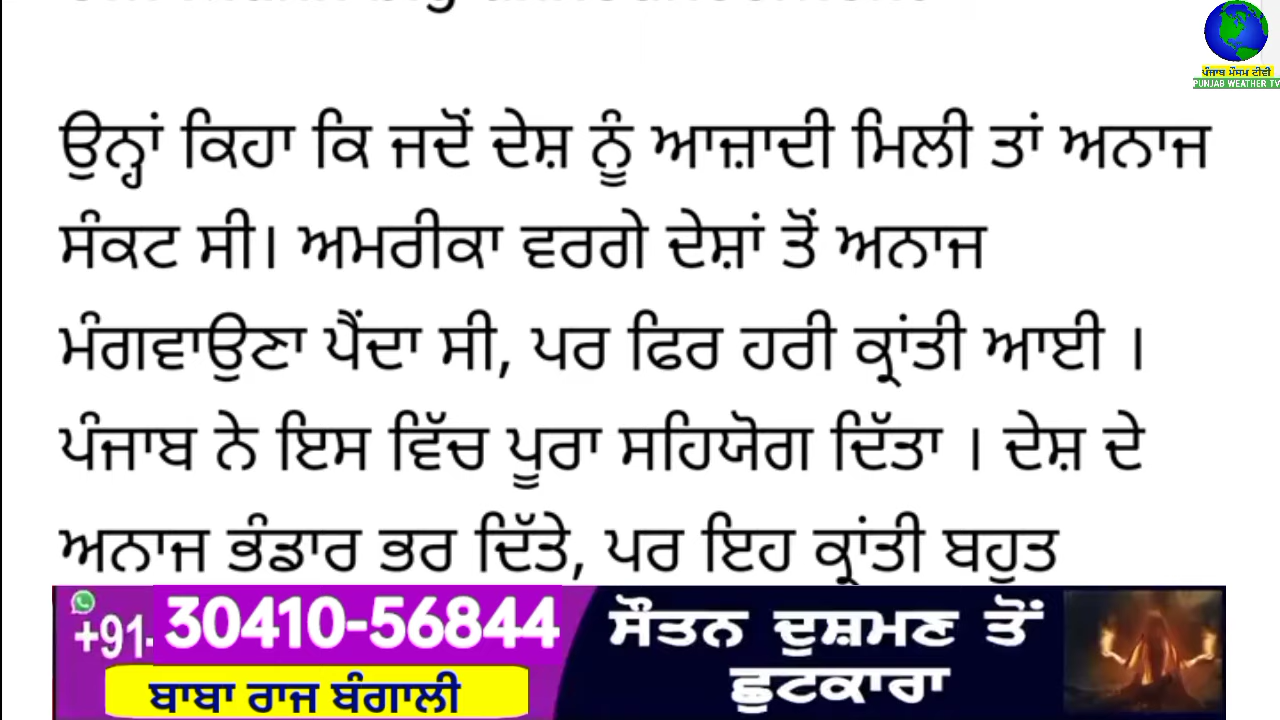 ਪੰਜਾਬ ਮੌਸਮ ਟੀਵੀ
PUNJAB WEATHER TV
ਉਨ੍ਹਾਂ ਕਿਹਾ ਕਿ ਜਦੋਂ ਦੇਸ਼ ਨੂੰ ਆਜ਼ਾਦੀ ਮਿਲੀ ਤਾਂ ਅਨਾਜ
ਸੰਕਟ ਸੀ। ਅਮਰੀਕਾ ਵਰਗੇ ਦੇਸ਼ਾਂ ਤੋਂ ਅਨਾਜ
ਮੰਗਵਾਉਣਾ ਪੈਂਦਾ ਸੀ, ਪਰ ਫਿਰ ਹਰੀ ਕ੍ਰਾਂਤੀ ਆਈ ।
ਪੰਜਾਬ ਨੇ ਇਸ ਵਿੱਚ ਪੂਰਾ ਸਹਿਯੋਗ ਦਿੱਤਾ । ਦੇਸ਼ ਦੇ
ਅਨਾਜ ਭੰਡਾਰ ਭਰ ਦਿੱਤੇ, ਪਰ ਇਹ ਕ੍ਰਾਂਤੀ ਬਹੁਤ
+91. 30410-56844
ਬਾਬਾ ਰਾਜ ਬੰਗਾਲੀ
ਸੌਤਨ ਦੁਸ਼ਮਣ ਤੋਂ
ਛੁਟਕਾਰਾ